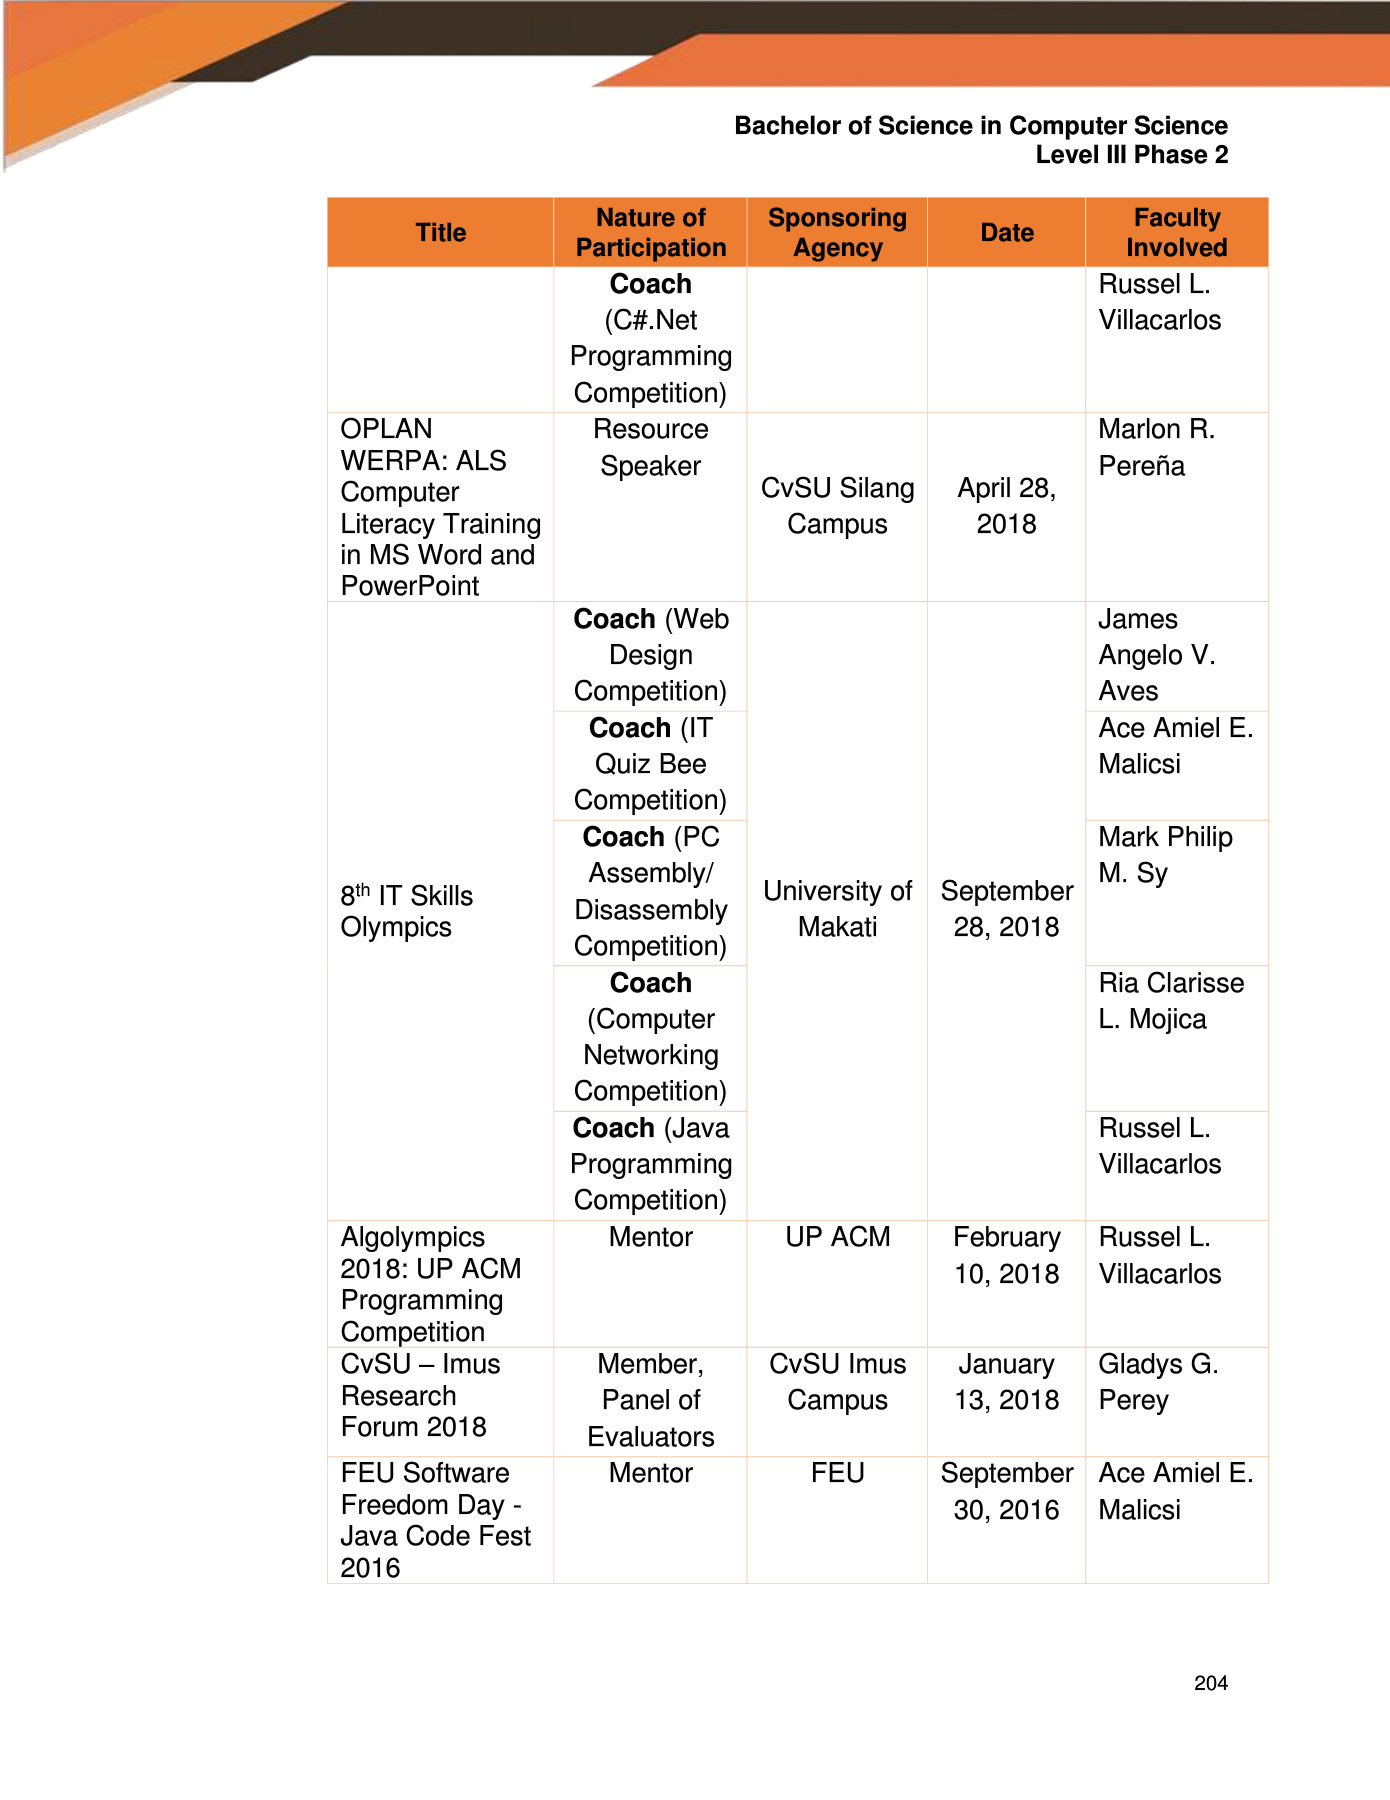 Bachelor of Science in Computer Science
Level III Phase 2
Title
Nature of
Participation
Sponsoring
Agency
Date
Faculty
Involved
Coach
(C#.Net
Programming
Competition)
Russel L.
Villacarlos
OPLAN
WERPA: ALS
Computer
Literacy Training
in MS Word and
PowerPoint
Resource
Speaker
CvSU Silang
Campus
April 28,
2018
Marlon R.
Pereña
8th IT Skills
Olympics
Coach (Web
Design
Competition)
University of
Makati
September
28, 2018
James
Angelo V.
Aves
Coach (IT
Quiz Bee
Competition)
Ace Amiel E.
Malicsi
Coach (PC
Assembly/
Disassembly
Competition)
Mark Philip
M. Sy
Coach
(Computer
Networking
Competition)
Ria Clarisse
L. Mojica
Coach (Java
Programming
Competition)
Russel L.
Villacarlos
Algolympics
2018: UP ACM
Programming
Competition
Mentor
UP ACM
February
10, 2018
Russel L.
Villacarlos
CvSU – Imus
Research
Forum 2018
Member,
Panel of
Evaluators
CvSU Imus
Campus
January
13, 2018
Gladys G.
Perey
FEU Software
Freedom Day -
Java Code Fest
2016
Mentor
FEU
September
30, 2016
Ace Amiel E.
Malicsi
204